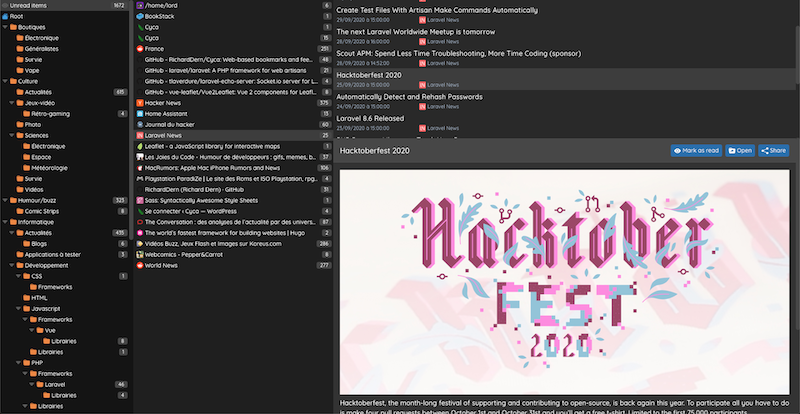 Unread items 1672
Root
Boutiques
Électronique
Généralistes
Survie
Vape
Culture
Actualités 615
Jeux-vidéo
Rétro-gaming 4
Photo
Sciences
Électronique
Espace
Météorologie
Survie
Vidéos
Humour/buzz 323
Comic Strips 8
Informatique
Actualités 435
Blogs 6
Applications à tester 3
Développement
CSS 1
Frameworks
HTML
Javascript
Frameworks
Vue
Librairies 8
Librairies 1
PHP
Frameworks
Laravel 46
Librairies 4
Librairies
/home/lord 6
BookStack
Cyca 2
Cyca 15
France 251
GitHub - RichardDern/Cyca: Web-based bookmarks and fee... 48
GitHub - laravel/laravel: A PHP framework for web artisans 21
GitHub - tlaverdure/laravel-echo-server: Socket.io server for L...
GitHub - vue-leaflet/Vue2Leaflet: Vue 2 components for Leafl... 8
Hacker News 375
Home Assistant 13
Journal du hacker 60
Laravel News 25
Leaflet - a JavaScript library for interactive maps 1
Les Joies du Code - Humour de développeurs : gifs, memes, b... 37
MacRumors: Apple Mac iPhone Rumors and News 106
Playstation ParadiZe | Le site des Roms et ISO Playstation, rpg... 4
RichardDern (Richard Dern) · GitHub 31
Sass: Syntactically Awesome Style Sheets 1
Se connecter ‹ Cyca — WordPress 4
The Conversation : des analyses de l'actualité par des univers... 87
The world's fastest framework for building websites | Hugo 2
Vidéos Buzz, Jeux Flash et Images sur Koreus.com 286
Webcomics - Pepper&Carrot 2
World News 277
Create Test Files With Artisan Make Commands Automatically
29/09/2020 à 15:00:00 Laravel News
The next Laravel Worldwide Meetup is tomorrow
28/09/2020 à 15:00:00 Laravel News
Scout APM: Spend Less Time Troubleshooting, More Time Coding (sponsor)
28/09/2020 à 14:52:00 Laravel News
Hacktoberfest 2020
25/09/2020 à 15:00:00 Laravel News
Automatically Detect and Rehash Passwords
24/09/2020 à 15:00:00 Laravel News
Laravel 8.6 Released
23/09/2020 à 15:00:00 Laravel News
Hacktoberfest 2020
Mark as read Open Share
Hacktober
FEST
2020
Hacktoberfest, the month-long festival of supporting and contributing to open-source, is back again this year. To participate all you have to
do is make four pull requests between October 1st and October 31st and you'll get a free t-shirt. Limited to the first 75,000 participants